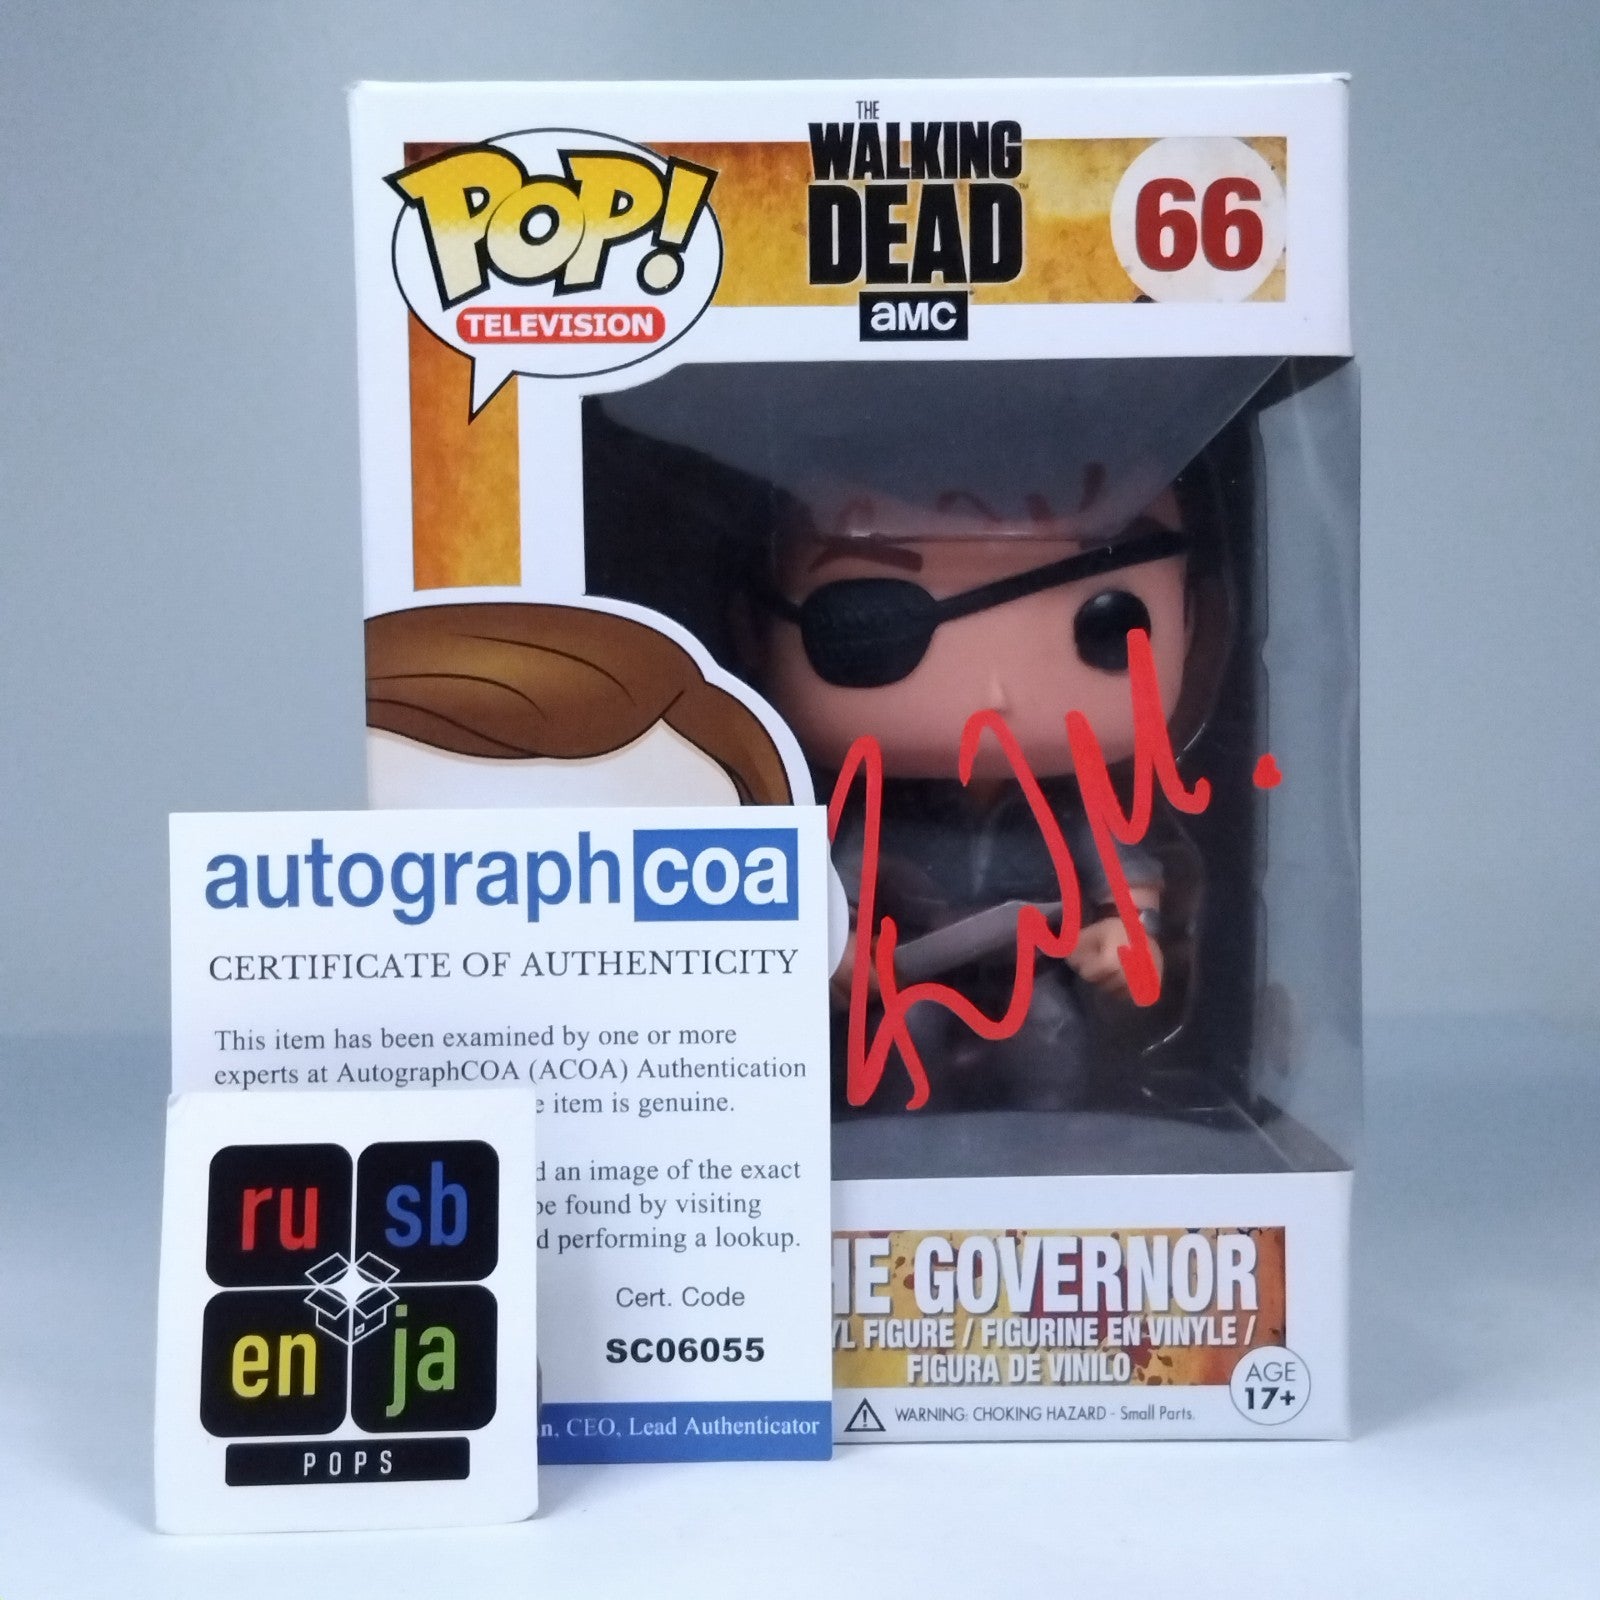 POP!
TELEVISION
THE
WALKING
DEAD
amc
66
autograph coa
CERTIFICATE OF AUTHENTICITY
This item has been examined by one or more
experts at AutographCOA (ACOA) Authentication
item is genuine.
an image of the exact
be found by visiting
performing a lookup.
Cert. Code
SC06055
CEO, Lead Authenticator
ru sb
en ja
POPS
HE GOVERNOR
YL FIGURE / FIGURINE EN VINYLE /
FIGURA DE VINILO
AGE
17+
WARNING: CHOKING HAZARD - Small Parts.